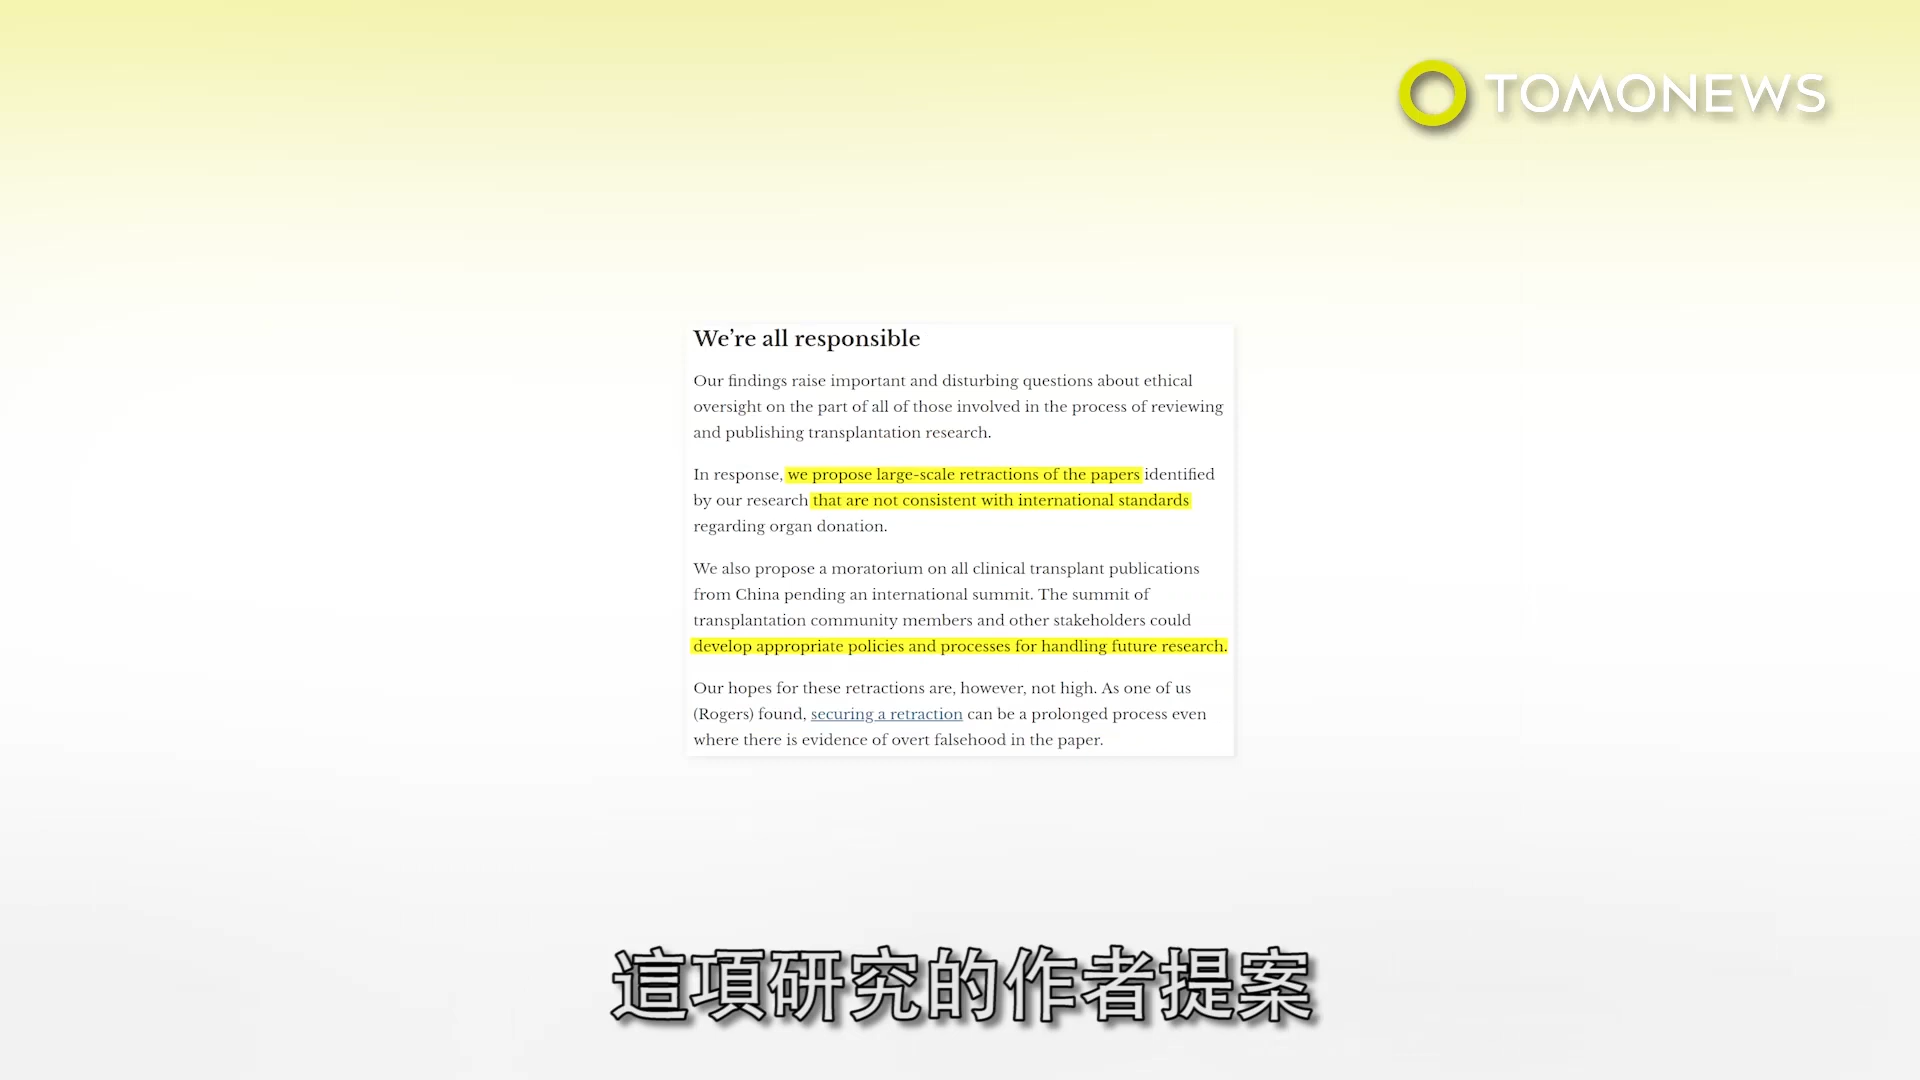 TOMONEWS
We’re all responsible
Our findings raise important and disturbing questions about ethical
oversight on the part of all of those involved in the process of reviewing
and publishing transplantation research.
In response, we propose large-scale retractions of the papers identified
by our research that are not consistent with international standards
regarding organ donation.
We also propose a moratorium on all clinical transplant publications
from China pending an international summit. The summit of
transplantation community members and other stakeholders could
develop appropriate policies and processes for handling future research.
Our hopes for these retractions are, however, not high. As one of us
(Rogers) found, securing a retraction can be a prolonged process even
where there is evidence of overt falsehood in the paper.
這項研究的作者提案